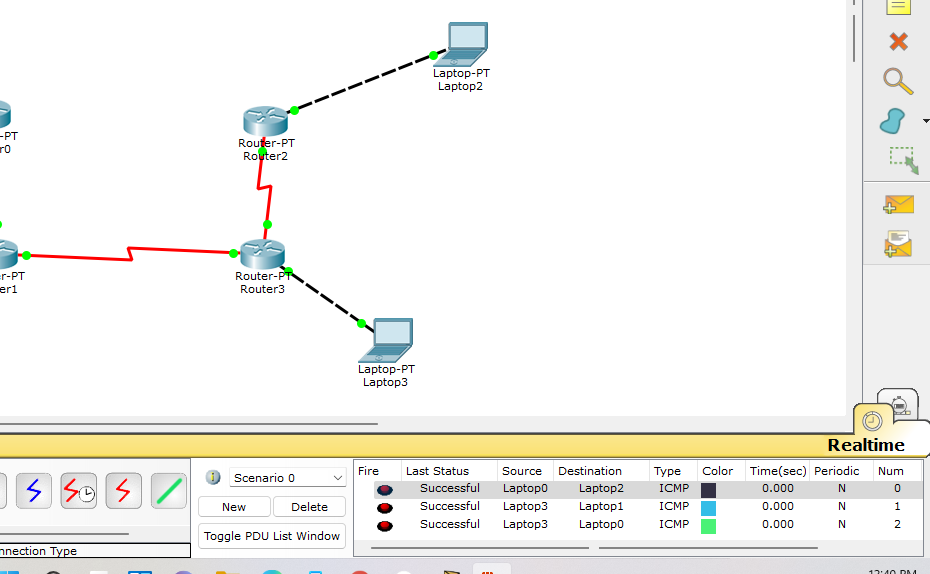 Laptop-PT
Laptop2
-PT
r0
Router-PT
Router2
r-PT
er1
Router-PT
Router3
Laptop-PT
Laptop3
Realtime
Fire Last Status Source Destination Type Color Time(sec) Periodic Num
Scenario 0
Successful Laptop0 Laptop2 ICMP 0.000 N 0
New Delete
Successful Laptop3 Laptop1 ICMP 0.000 N 1
Successful Laptop3 Laptop0 ICMP 0.000 N 2
Toggle PDU List Window
nnection Type